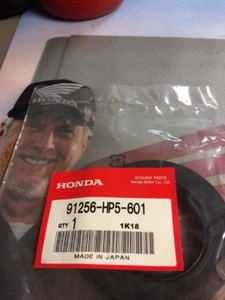 HONDA
GENUINE PARTS
Honda Motor Co., Ltd.
HONDA
91256-HP5-601
QTY 1 1K18
MADE IN JAPAN